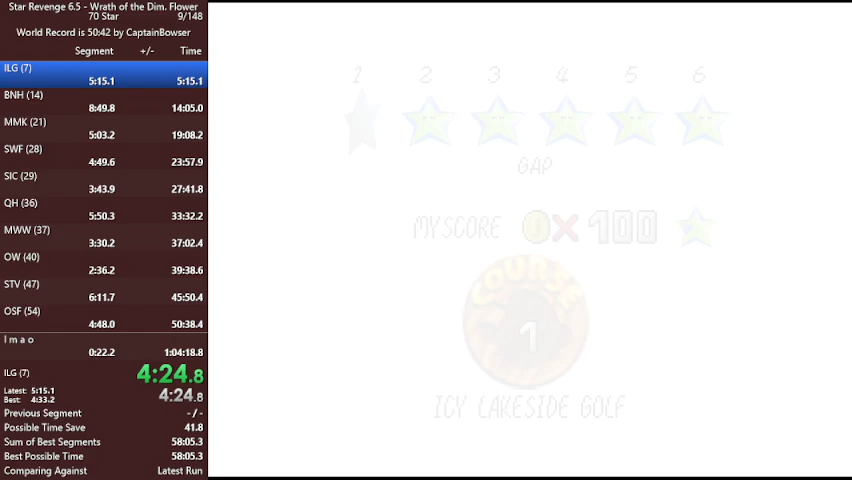 Star Revenge 6.5 - Wrath of the Dim. Flower
70 Star 9/148
World Record is 50:42 by CaptainBowser
Segment +/- Time
ILG (7)
5:15.1 5:15.1
BNH (14)
8:49.8 14:05.0
MMK (21)
5:03.2 19:08.2
SWF (28)
4:49.6 23:57.9
SIC (29)
3:43.9 27:41.8
QH (36)
5:50.3 33:32.2
MWW (37)
3:30.2 37:02.4
OW (40)
2:36.2 39:38.6
STV (47)
6:11.7 45:50.4
OSF (54)
4:48.0 50:38.4
l m a o
0:22.2 1:04:18.8
ILG (7) 4:24.8
Latest: 5:15.1
Best: 4:33.2 4:24.8
Previous Segment -/-
Possible Time Save 41.8
Sum of Best Segments 58:05.3
Best Possible Time 58:05.3
Comparing Against Latest Run
1 2 3 4 5 6
GAP
MY SCORE × 100
COURSE
1
ICY LAKESIDE GOLF